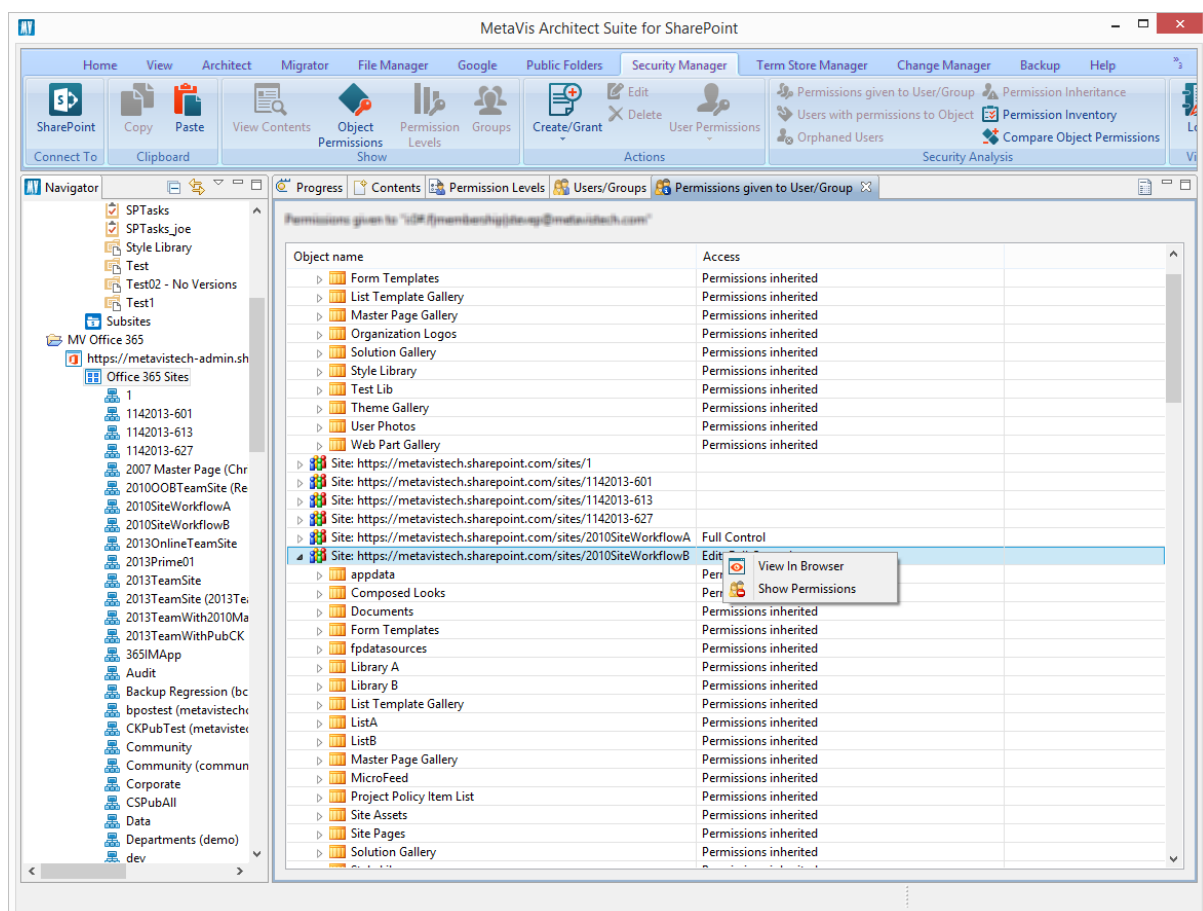 MetaVis Architect Suite for SharePoint
Home View Architect Migrator File Manager Google Public Folders Security Manager Term Store Manager Change Manager Backup Help
SharePoint Copy Paste View Contents Object Permissions Permission Levels Groups Create/Grant Edit Delete User Permissions
Permissions given to User/Group Permission Inheritance
Users with permissions to Object Permission Inventory
Orphaned Users Compare Object Permissions
Connect To Clipboard Show Actions Security Analysis
Navigator
SPTasks
SPTasks_joe
Style Library
Test
Test02 - No Versions
Test1
Subsites
MV Office 365
https://metavistech-admin.sh
Office 365 Sites
1
1142013-601
1142013-613
1142013-627
2007 Master Page (Chr
2010OOBTeamSite (Re
2010SiteWorkflowA
2010SiteWorkflowB
2013OnlineTeamSite
2013Prime01
2013TeamSite
2013TeamSite (2013Te
2013TeamWith2010Ma
2013TeamWithPubCK
365IMApp
Audit
Backup Regression (bc
bpostest (metavistech
CKPubTest (metavistec
Community
Community (commun
Corporate
CSPubAll
Data
Departments (demo)
dev
Progress Contents Permission Levels Users/Groups Permissions given to User/Group
Object name Access
Form Templates Permissions inherited
List Template Gallery Permissions inherited
Master Page Gallery Permissions inherited
Organization Logos Permissions inherited
Solution Gallery Permissions inherited
Style Library Permissions inherited
Test Lib Permissions inherited
Theme Gallery Permissions inherited
User Photos Permissions inherited
Web Part Gallery Permissions inherited
Site: https://metavistech.sharepoint.com/sites/1
Site: https://metavistech.sharepoint.com/sites/1142013-601
Site: https://metavistech.sharepoint.com/sites/1142013-613
Site: https://metavistech.sharepoint.com/sites/1142013-627
Site: https://metavistech.sharepoint.com/sites/2010SiteWorkflowA Full Control
Site: https://metavistech.sharepoint.com/sites/2010SiteWorkflowB Edit
View In Browser
Show Permissions
appdata
Composed Looks
Documents Permissions inherited
Form Templates Permissions inherited
fpdatasources Permissions inherited
Library A Permissions inherited
Library B Permissions inherited
List Template Gallery Permissions inherited
ListA Permissions inherited
ListB Permissions inherited
Master Page Gallery Permissions inherited
MicroFeed Permissions inherited
Project Policy Item List Permissions inherited
Site Assets Permissions inherited
Site Pages Permissions inherited
Solution Gallery Permissions inherited